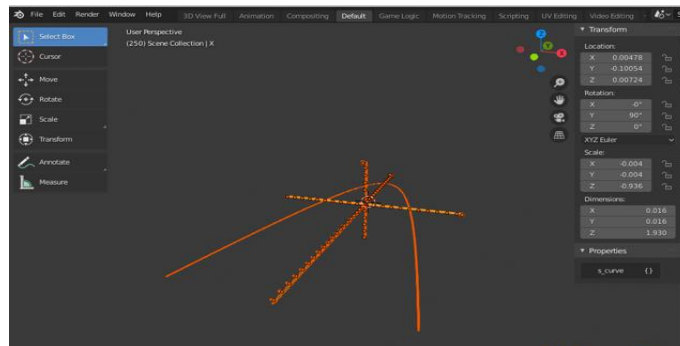 File Edit Render Window Help 3D View Full Animation Compositing Default Game Logic Motion Tracking Scripting UV Editing Video Editing
Select Box
Cursor
Move
Rotate
Scale
Transform
Annotate
Measure
User Perspective
(250) Scene Collection | X
Z
Y
X
Transform
Location:
X 0.00478
Y -0.10054
Z 0.00724
Rotation:
X -0°
Y 90°
Z 0°
XYZ Euler
Scale:
X -0.004
Y -0.004
Z -0.936
Dimensions:
X 0.016
Y 0.016
Z 1.930
Properties
s_curve {}